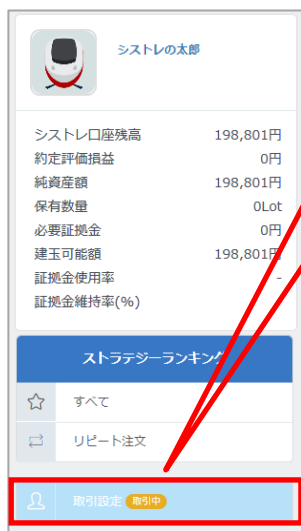 シストレの太郎
シストレ口座残高 198,801円
約定評価損益 0円
純資産額 198,801円
保有数量 0Lot
必要証拠金 0円
建玉可能額 198,801円
証拠金使用率 -
証拠金維持率(%)
ストラテジーランキング
すべて
リピート注文
取引設定 取引中